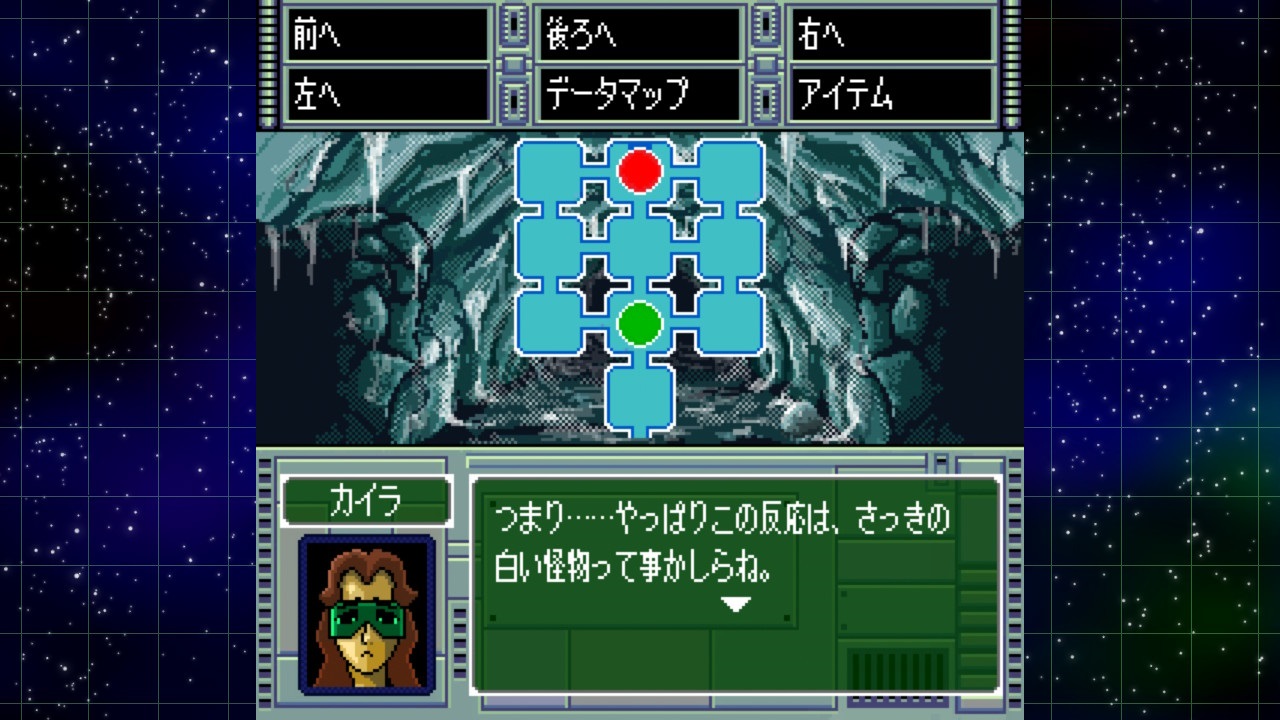 前へ
後ろへ
右へ
左へ
データマップ
アイテム
カイラ
つまり……やっぱりこの反応は、さっきの
白い怪物って事かしらね。